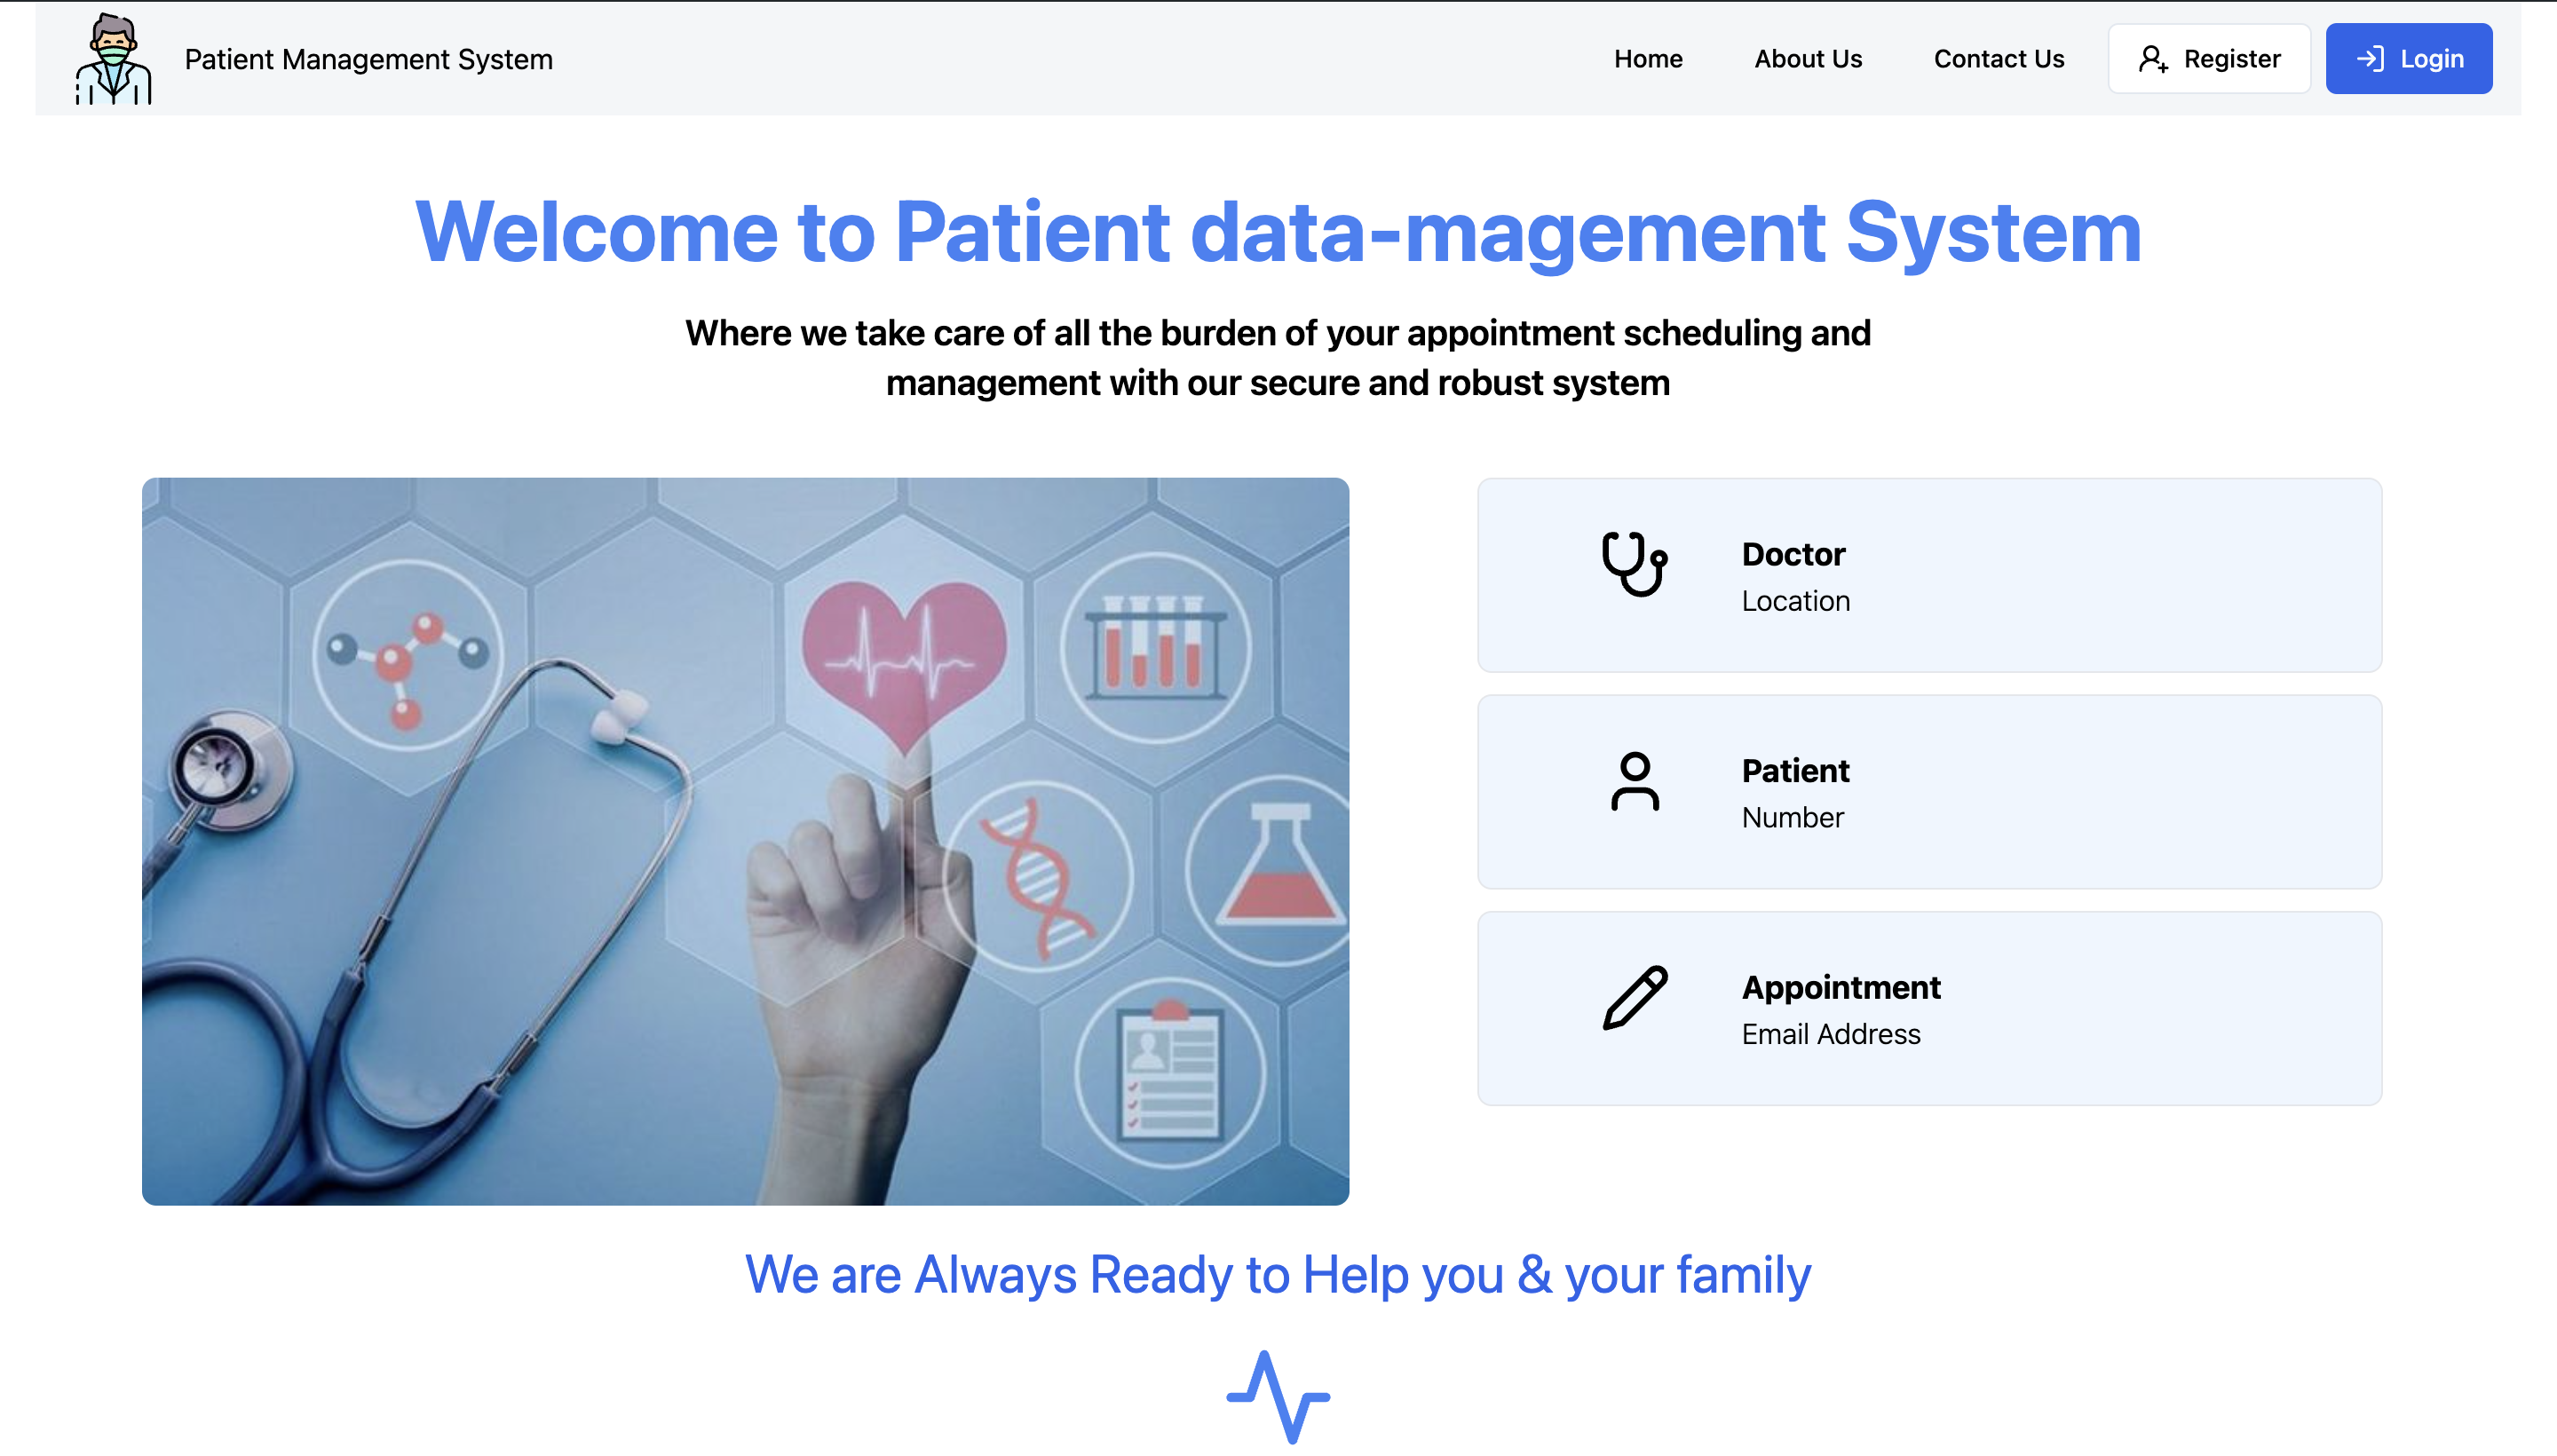 Patient Management System
Home
About Us
Contact Us
Register
Login
Welcome to Patient data-magement System
Where we take care of all the burden of your appointment scheduling and
management with our secure and robust system
Doctor
Location
Patient
Number
Appointment
Email Address
We are Always Ready to Help you & your family